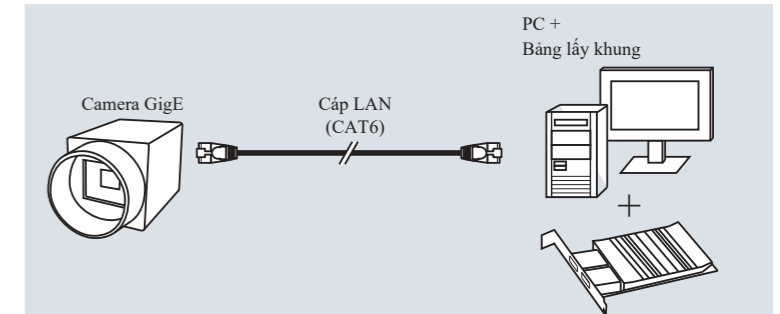 PC +
Bảng lấy khung
Camera GigE
Cáp LAN
(CAT6)